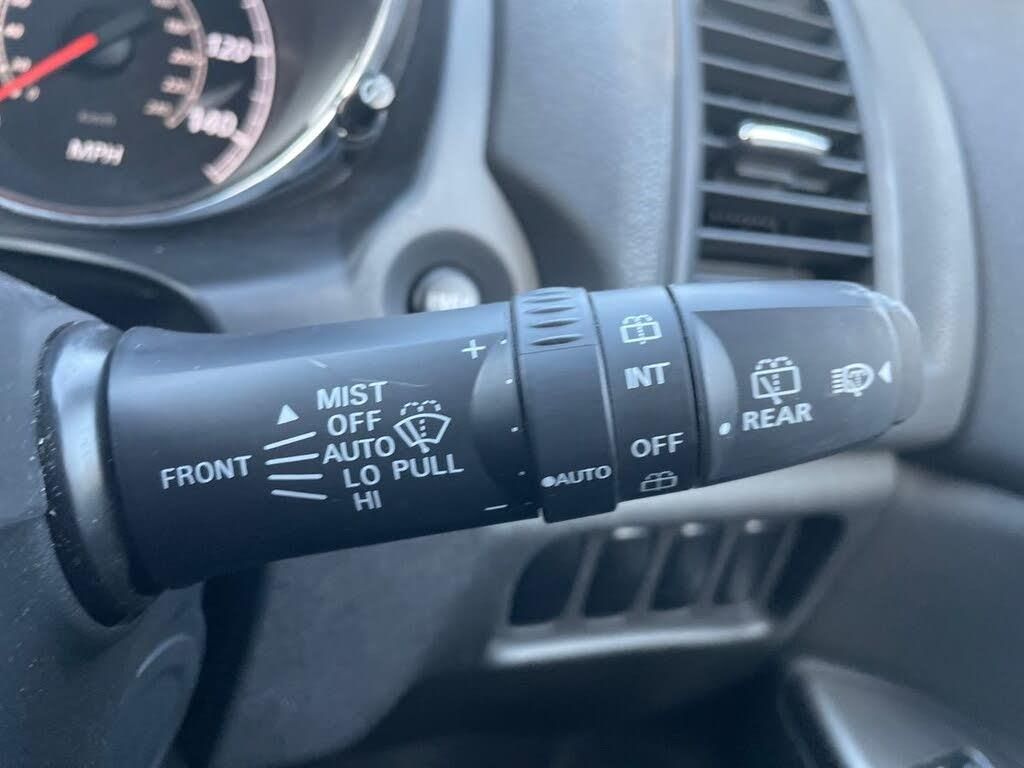 120
140
MPH
+
MIST
OFF
AUTO
LO PULL
HI
FRONT
−
AUTO
INT
OFF
REAR